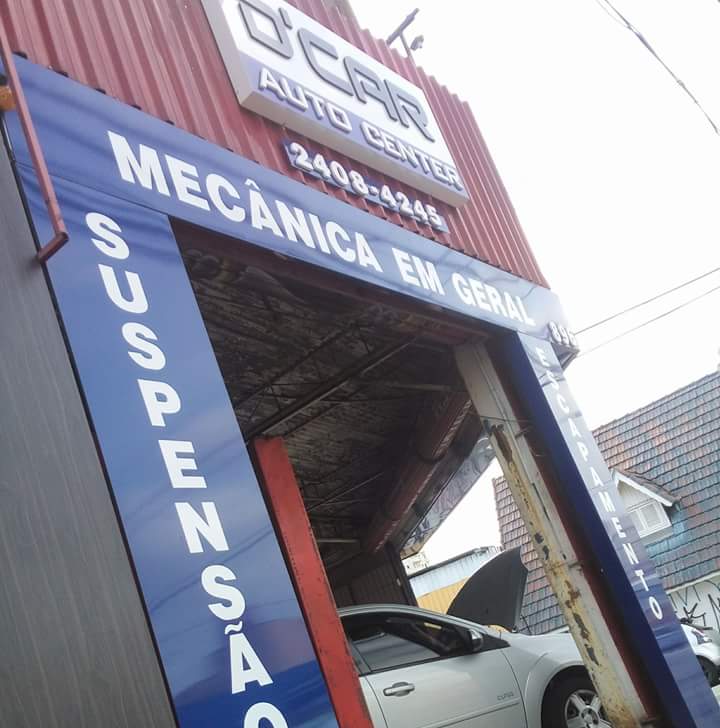 D'CAR
AUTO CENTER
2408-4245
MECÂNICA EM GERAL
SUSPENSÃO
ESCAPAMENTO